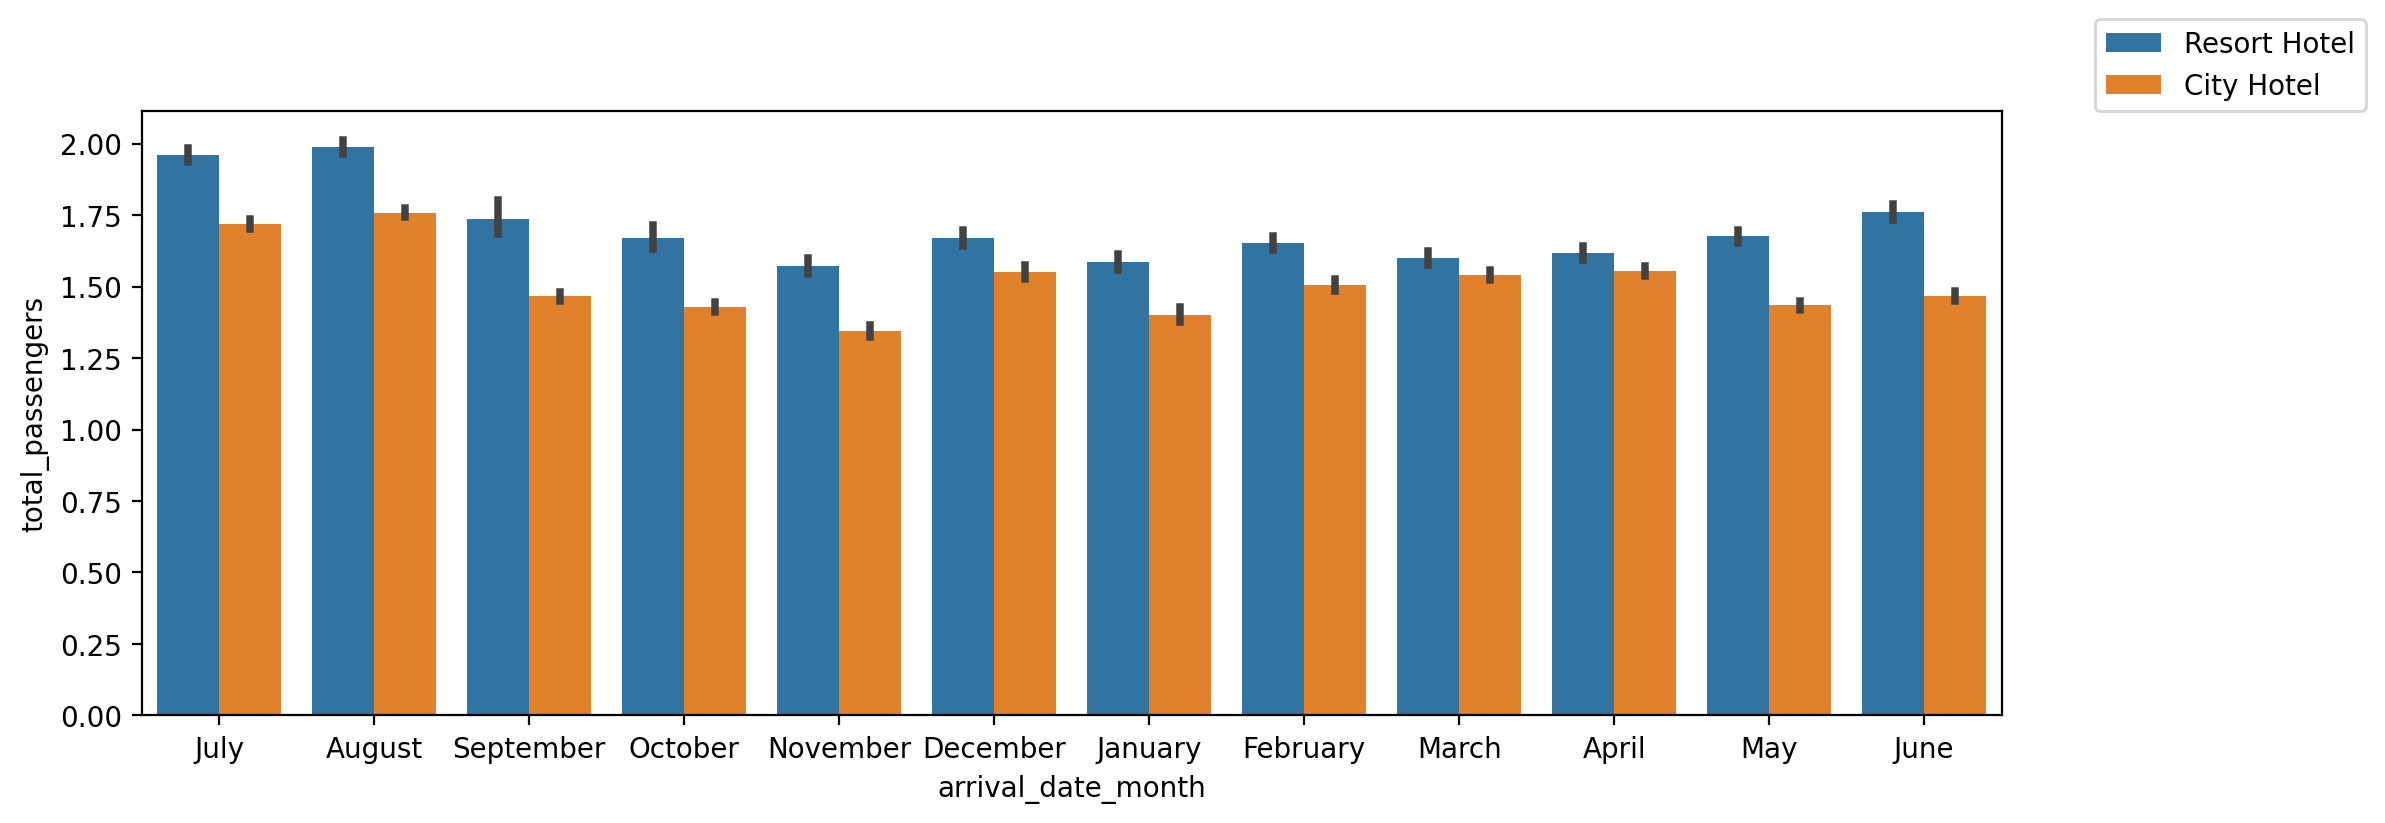 Resort Hotel
City Hotel
2.00
1.75
1.50
1.25
1.00
0.75
0.50
0.25
0.00
total_passengers
July August September October November December January February March April May June
arrival_date_month